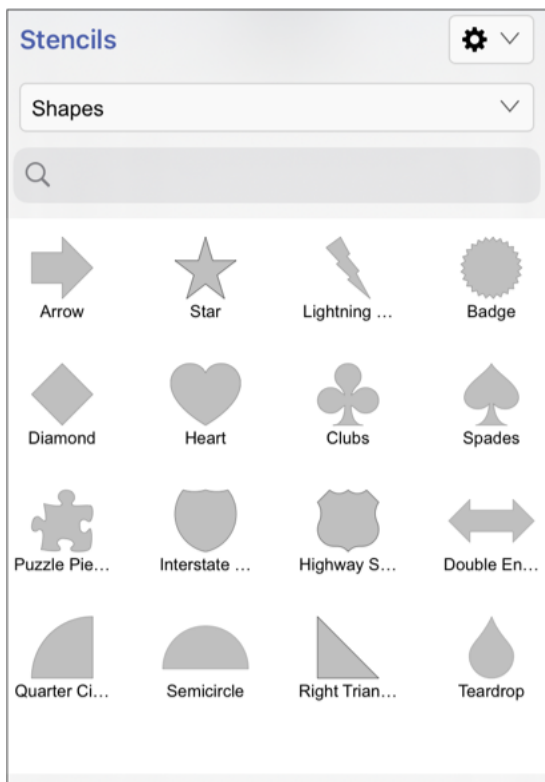 Stencils
Shapes
Arrow
Star
Lightning ...
Badge
Diamond
Heart
Clubs
Spades
Puzzle Pie...
Interstate ...
Highway S...
Double En...
Quarter Ci...
Semicircle
Right Trian...
Teardrop